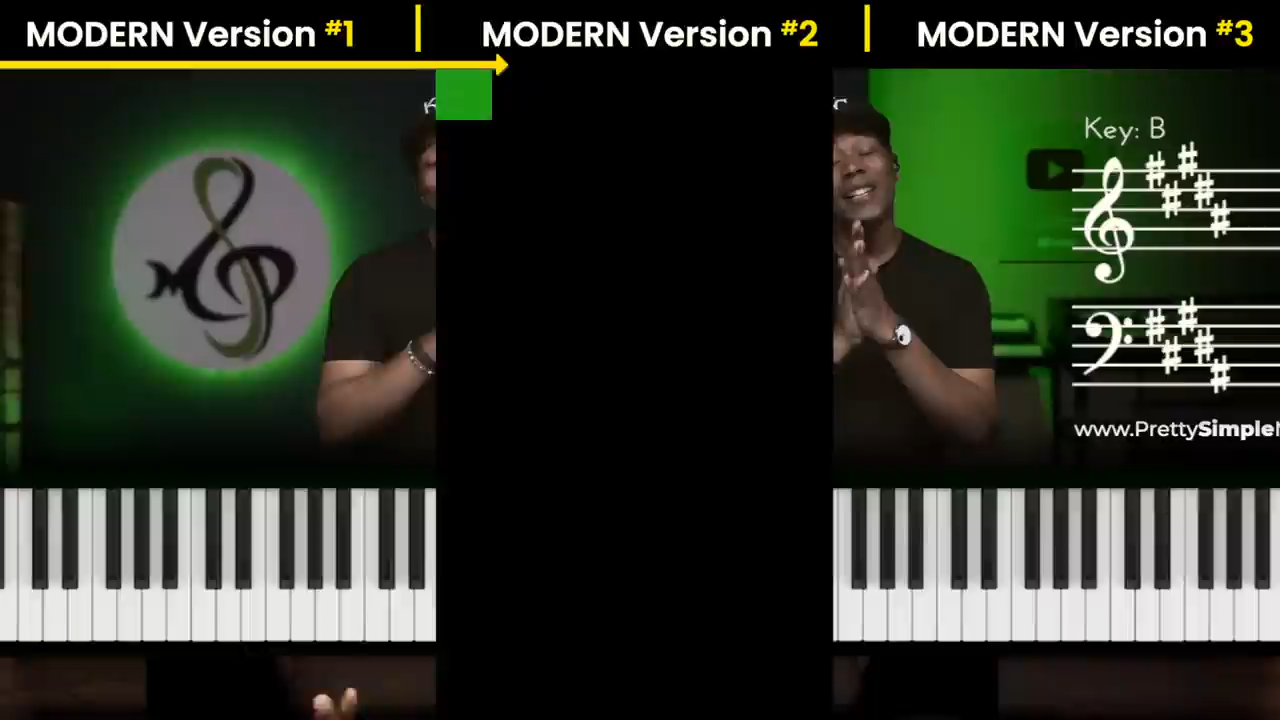 MODERN Version #1
MODERN Version #2
MODERN Version #3
Key: B
www.PrettySimple